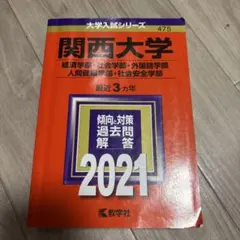 大学入試シリーズ
475
関西大学
経済学部・社会学部・外国語学部
人間健康学部・社会安全学部
最近3カ年
傾向と対策
過去問
解答
2021
教学社